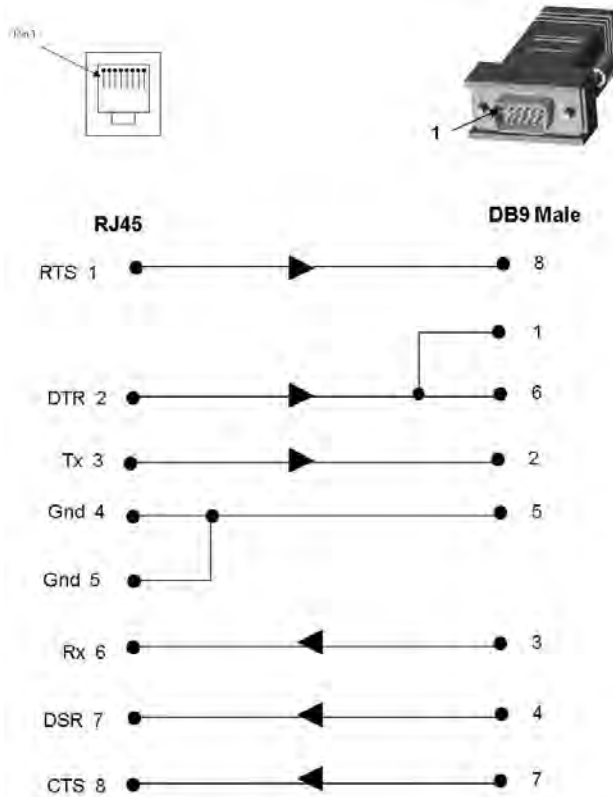 Pin1
1
RJ45
DB9 Male
RTS 1
8
1
DTR 2
6
Tx 3
2
Gnd 4
5
Gnd 5
Rx 6
3
DSR 7
4
CTS 8
7